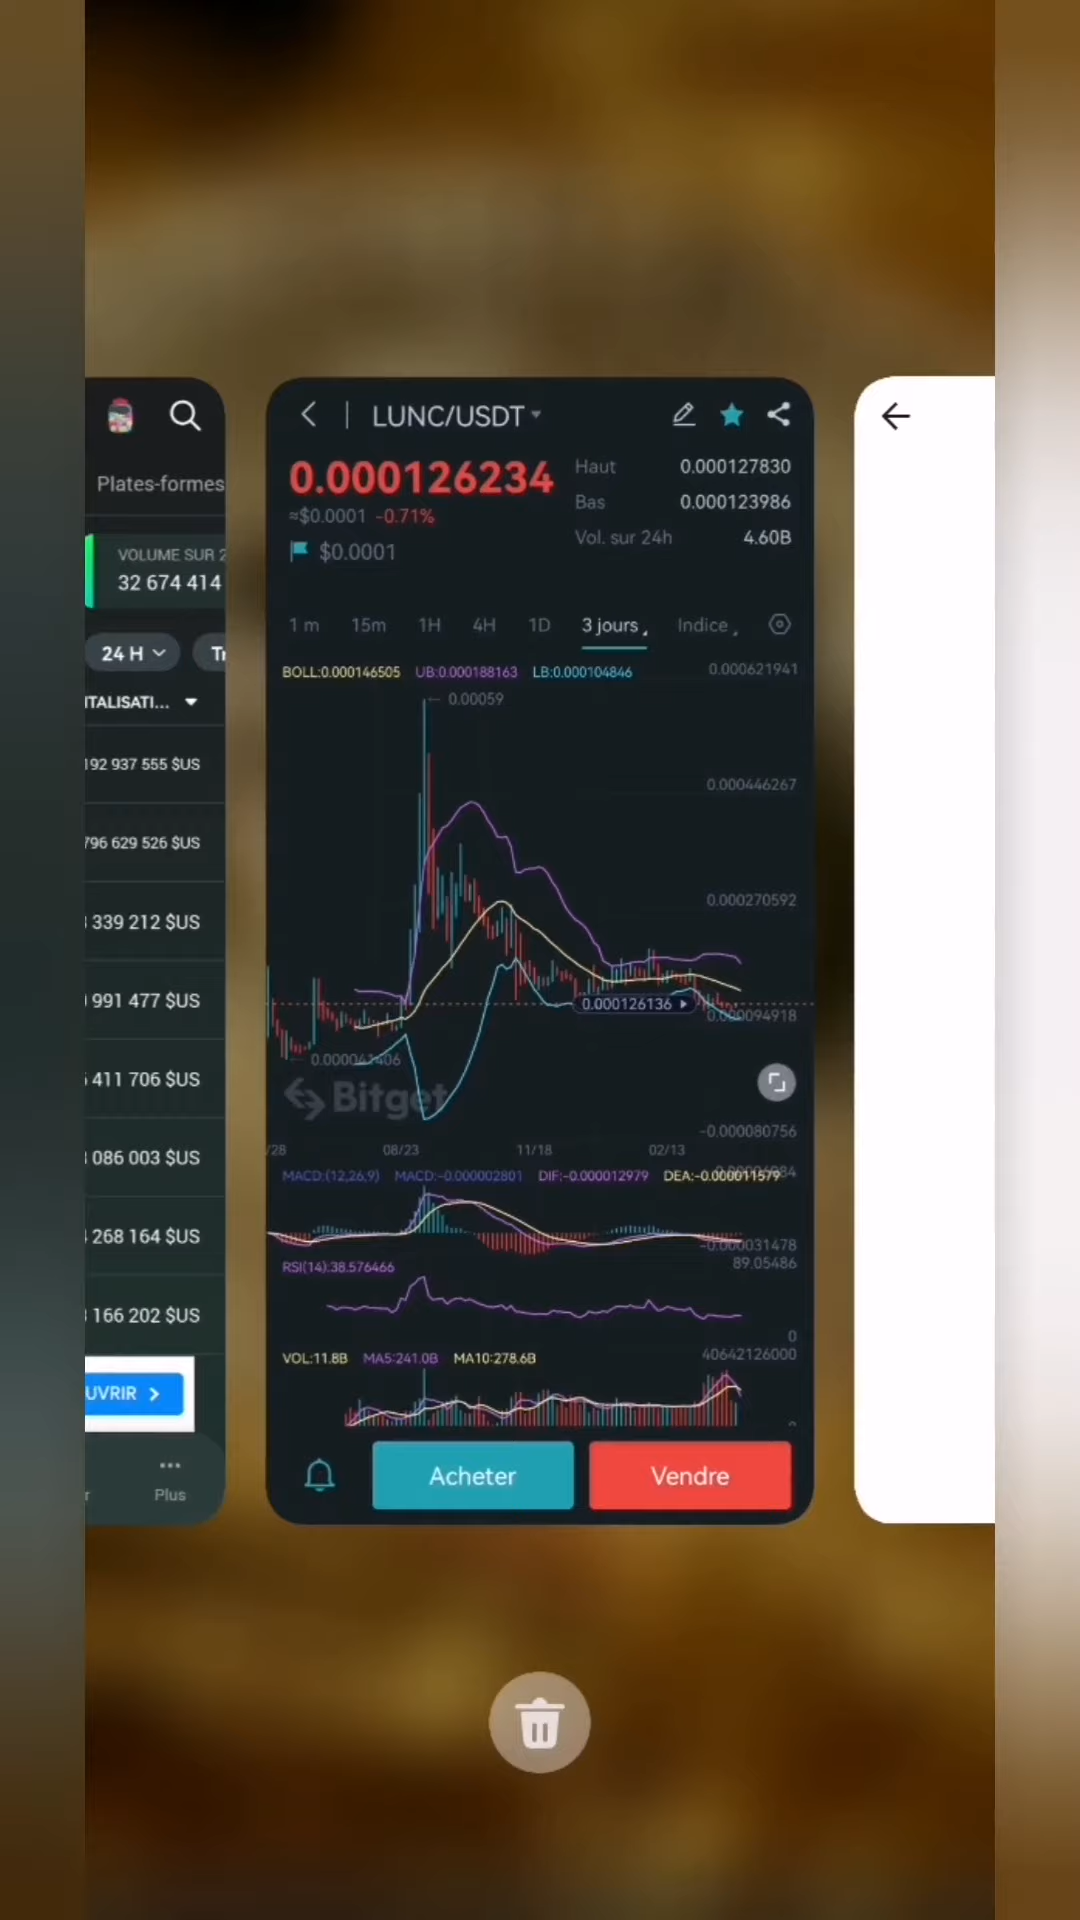 Plates-formes
VOLUME SUR 2
32 674 414
24 H
ITALISATI...
192 937 555 $US
796 629 526 $US
339 212 $US
991 477 $US
411 706 $US
086 003 $US
268 164 $US
166 202 $US
UVRIR
Plus
LUNC/USDT
0.000126234
≈$0.0001 -0.71%
$0.0001
Haut 0.000127830
Bas 0.000123986
Vol. sur 24h 4.60B
1 m 15m 1H 4H 1D 3 jours Indice
BOLL:0.000146505 UB:0.000188163 LB:0.000104846 0.000621941
0.00059
0.000446267
0.000270592
0.000126136
0.000094918
0.000041406
Bitget
-0.000080756
/28 08/23 11/18 02/13
MACD:(12,26,9) MACD:-0.000002801 DIF:-0.000012979 DEA:-0.000011579
-0.000031478
RSI(14):38.576466 89.05486
0
VOL:11.8B MA5:241.0B MA10:278.6B 40642126000
0
Acheter Vendre